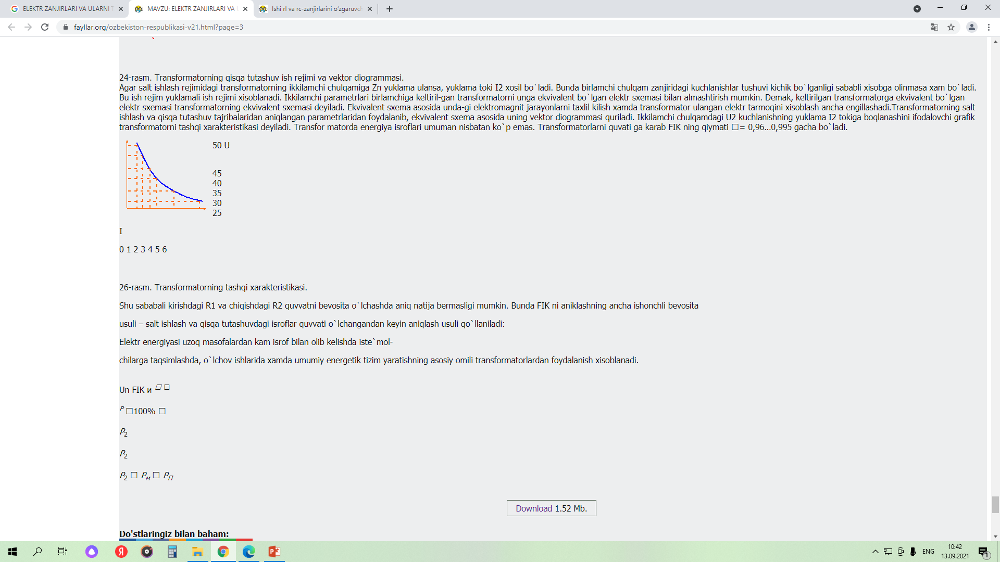 ELEKTR ZANJIRLARI VA ULARNI T
MAVZU: ELEKTR ZANJIRLARI VA U
Ishi rl va rc-zanjirlarini o'zgaruvch
fayllar.org/ozbekiston-respublikasi-v21.html?page=3
24-rasm. Transformatorning qisqa tutashuv ish rejimi va vektor diogrammasi.
Agar salt ishlash rejimidagi transformatorning ikkilamchi chulqamiga Zn yuklama ulansa, yuklama toki I2 xosil bo`ladi. Bunda birlamchi chulqam zanjiridagi kuchlanishlar tushuvi kichik bo`lganligi sababli xisobga olinmasa xam bo`ladi.
Bu ish rejim yuklamali ish rejimi xisoblanadi. Ikkilamchi parametrlari birlamchiga keltiril-gan transformatorni unga ekvivalent bo`lgan elektr sxemasi bilan almashtirish mumkin. Demak, keltirilgan transformatorga ekvivalent bo`lgan
elektr sxemasi transformatorning ekvivalent sxemasi deyiladi. Ekvivalent sxema asosida unda-gi elektromagnit jarayonlarni taxlil kilish xamda transformator ulangan elektr tarmoqini xisoblash ancha engillashadi.Transformatorning salt
ishlash va qisqa tutashuv tajribalaridan aniqlangan parametrlaridan foydalanib, ekvivalent sxema asosida uning vektor diogrammasi quriladi. Ikkilamchi chulqamdagi U2 kuchlanishning yuklama I2 tokiga boqlanashini ifodalovchi grafik
transformatorni tashqi xarakteristikasi deyiladi. Transfor matorda energiya isroflari umuman nisbatan ko`p emas. Transformatorlarni quvati ga karab FIK ning qiymati □= 0,96...0,995 gacha bo`ladi.
50 U
45
40
35
30
25
I
0 1 2 3 4 5 6
26-rasm. Transformatorning tashqi xarakteristikasi.
Shu sababali kirishdagi R1 va chiqishdagi R2 quvvatni bevosita o`lchashda aniq natija bermasligi mumkin. Bunda FIK ni aniklashning ancha ishonchli bevosita
usuli – salt ishlash va qisqa tutashuvdagi isroflar quvvati o`lchangandan keyin aniqlash usuli qo`llaniladi:
Elektr energiyasi uzoq masofalardan kam isrof bilan olib kelishda iste`mol-
chilarga taqsimlashda, o`lchov ishlarida xamda umumiy energetik tizim yaratishning asosiy omili transformatorlardan foydalanish xisoblanadi.
Un FIK и □ □
P □100% □
P2
P2
P2 □ PM □ PП
Download 1.52 Mb.
Do'stlaringiz bilan baham:
ENG
10:42
13.09.2021
1